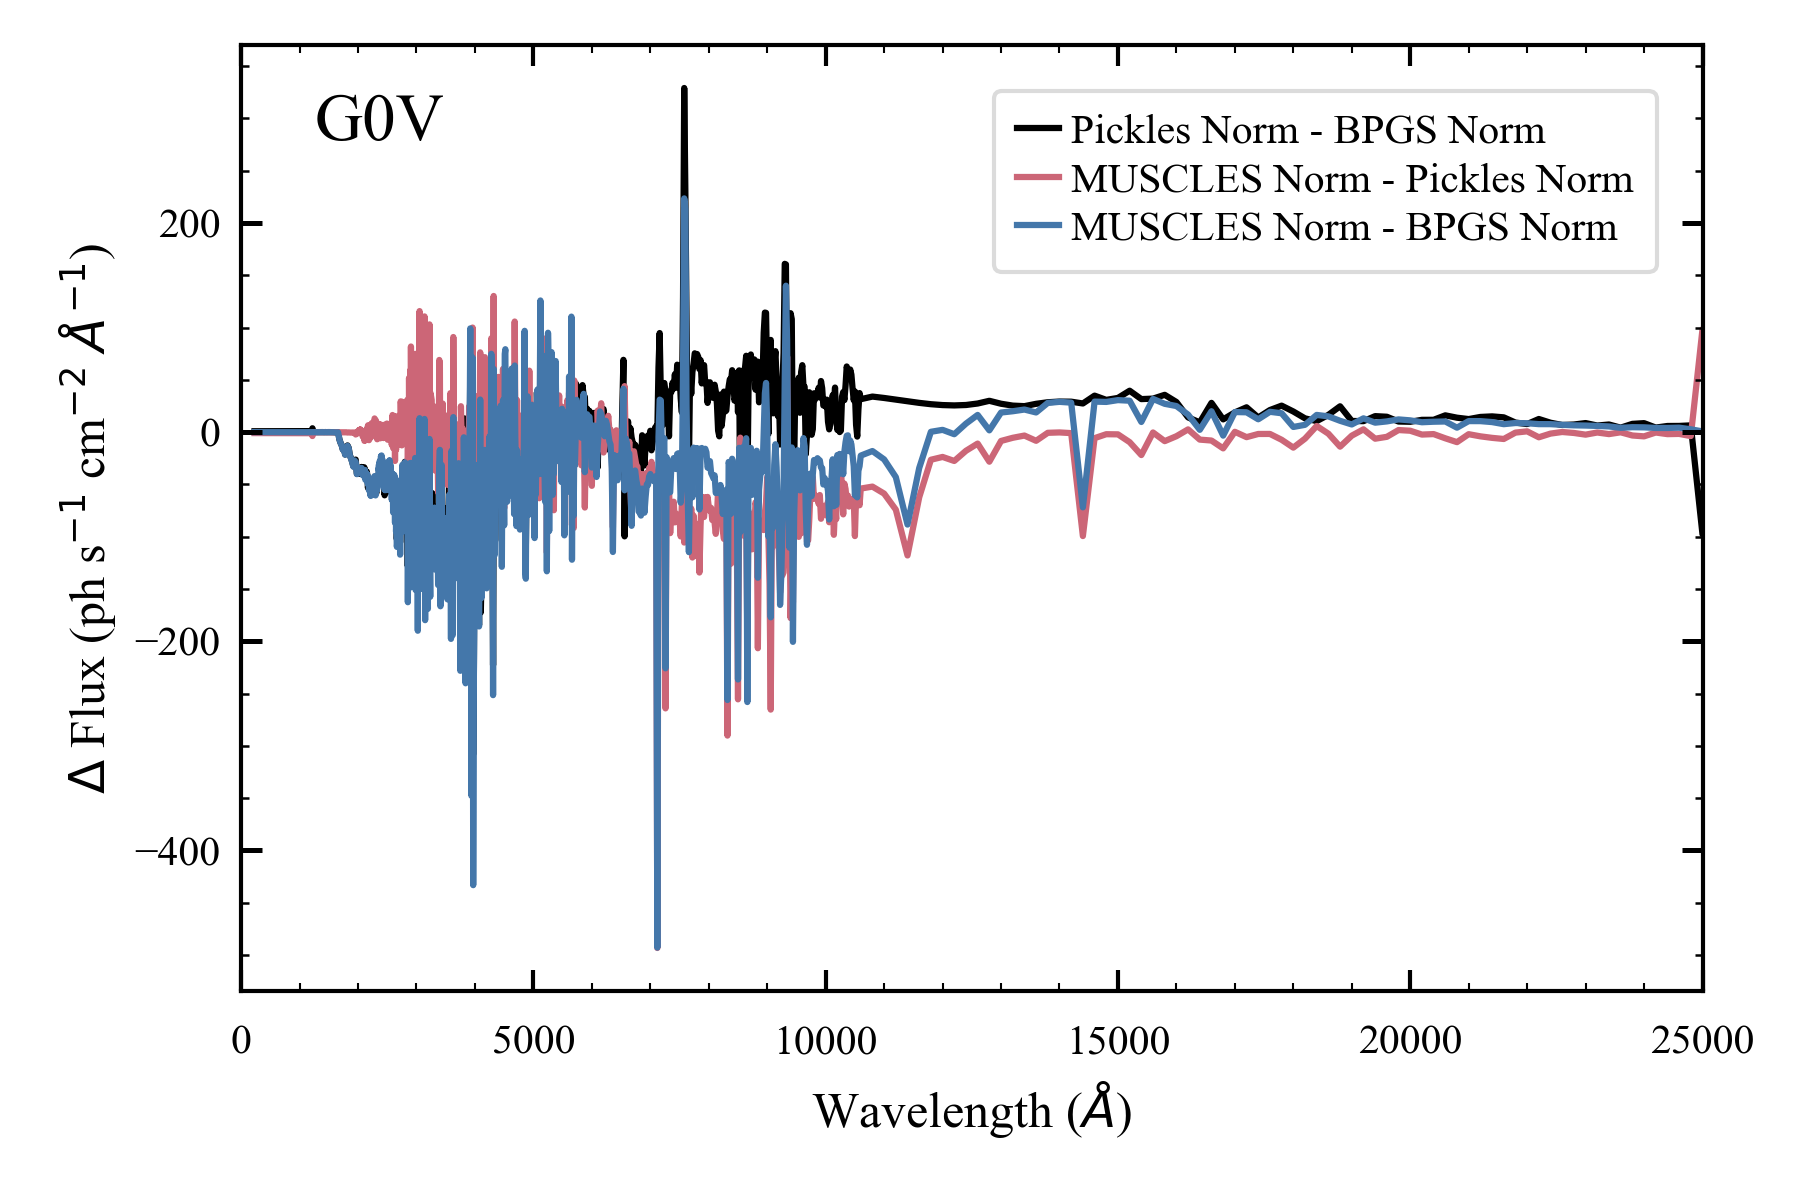 G0V
Pickles Norm - BPGS Norm
MUSCLES Norm - Pickles Norm
MUSCLES Norm - BPGS Norm
200
0
−200
−400
Δ Flux (ph s⁻¹ cm⁻² Å⁻¹)
0 5000 10000 15000 20000 25000
Wavelength (Å)